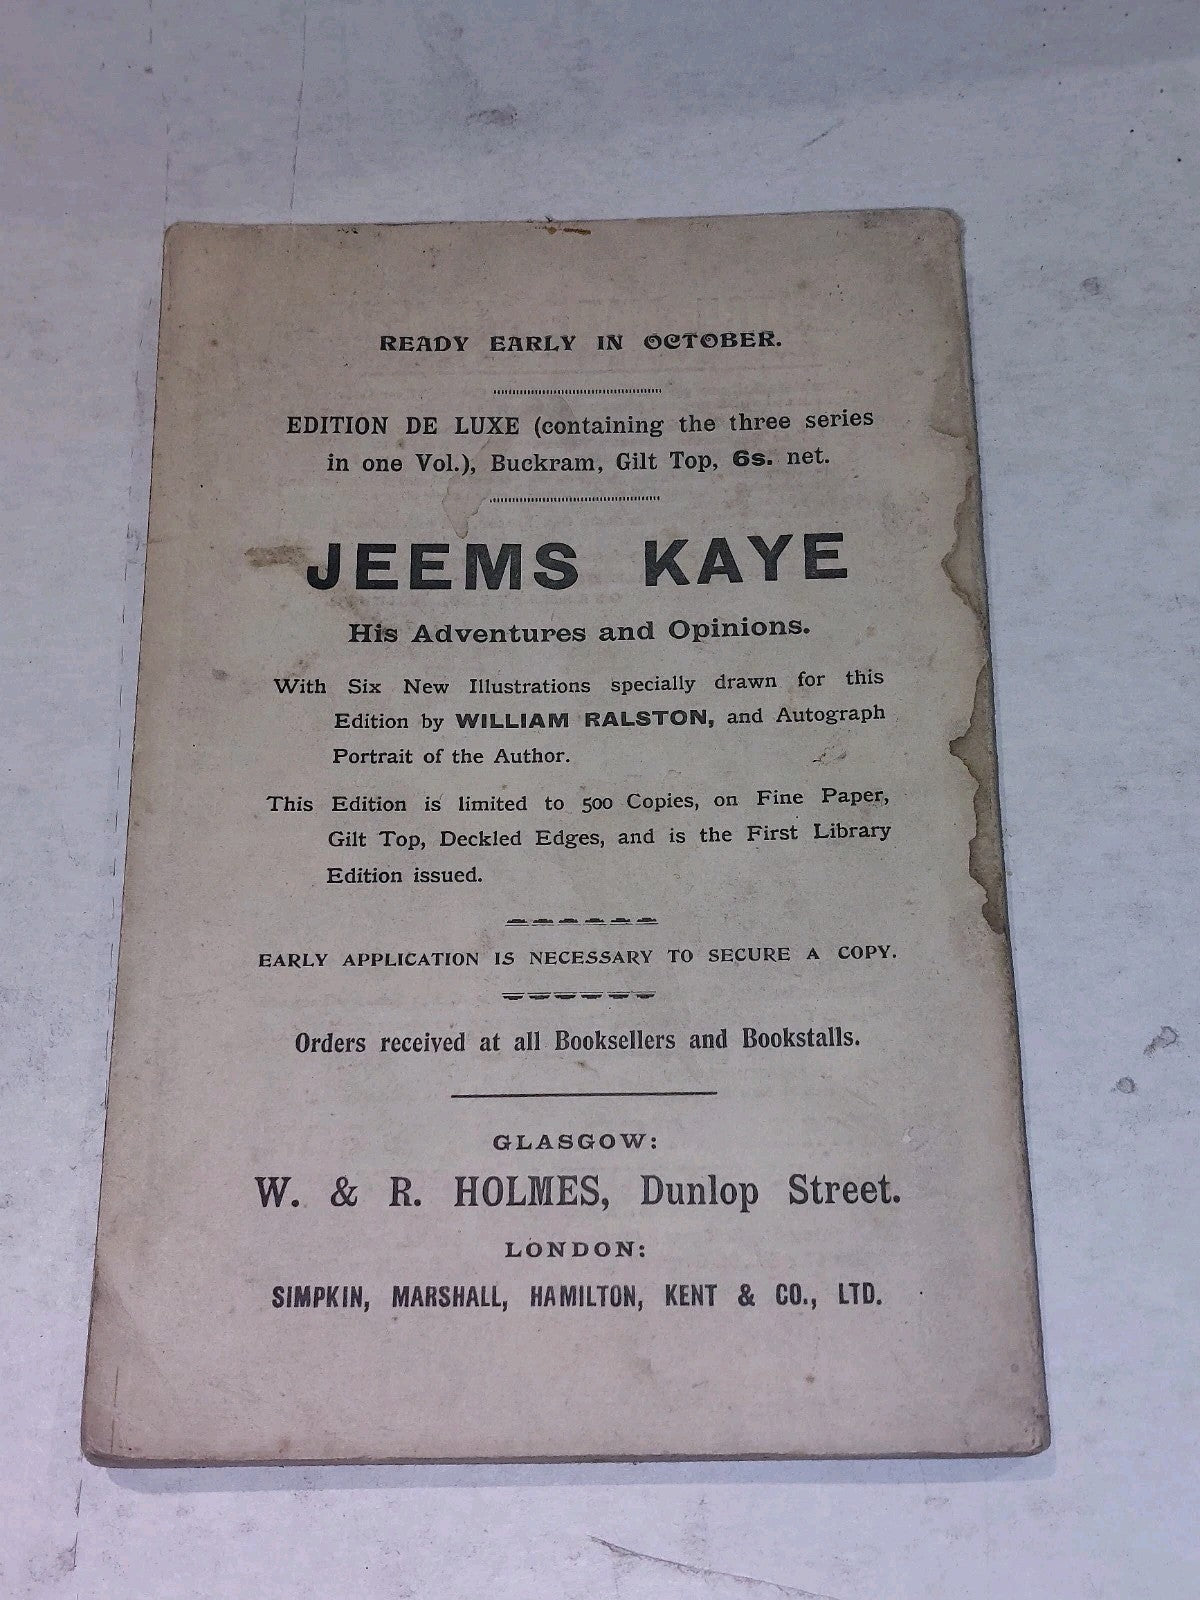 READY EARLY IN OCTOBER.
EDITION DE LUXE (containing the three series
in one Vol.), Buckram, Gilt Top, 6s. net.
JEEMS KAYE
His Adventures and Opinions.
With Six New Illustrations specially drawn for this
Edition by WILLIAM RALSTON, and Autograph
Portrait of the Author.
This Edition is limited to 500 Copies, on Fine Paper,
Gilt Top, Deckled Edges, and is the First Library
Edition issued.
EARLY APPLICATION IS NECESSARY TO SECURE A COPY.
Orders received at all Booksellers and Bookstalls.
GLASGOW:
W. & R. HOLMES, Dunlop Street.
LONDON:
SIMPKIN, MARSHALL, HAMILTON, KENT & CO., LTD.